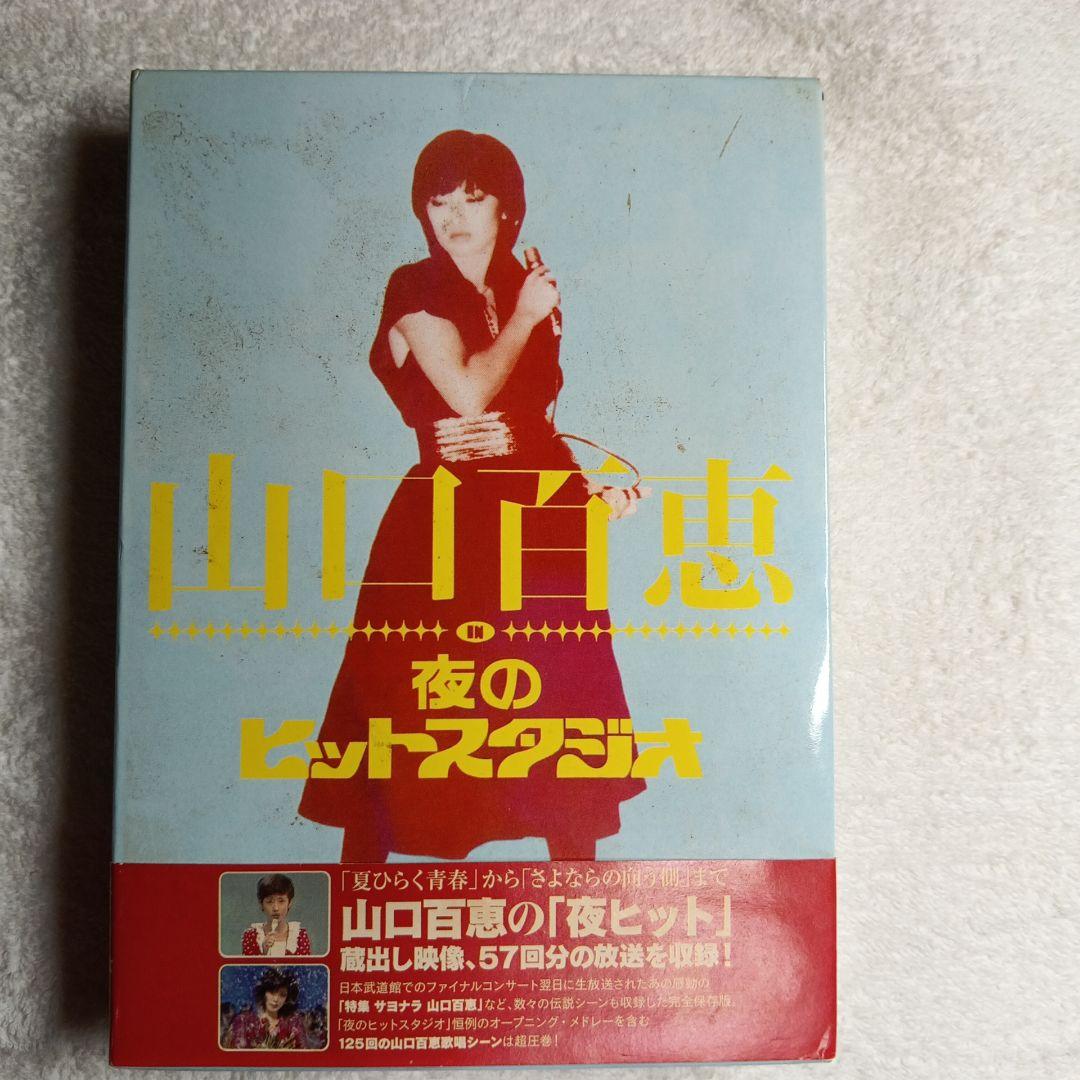 山口百恵
IN
夜の
ヒットスタジオ
「夏ひらく青春」から「さよならの向う側」まで
山口百恵の「夜ヒット」
蔵出し映像、57回分の放送を収録！
日本武道館でのファイナルコンサート翌日に生放送されたあの感動の
「特集 サヨナラ 山口百恵」など、数々の伝説シーンも収録した完全保存版。
「夜のヒットスタジオ」恒例のオープニング・メドレーを含む
125回の山口百恵歌唱シーンは超圧巻！